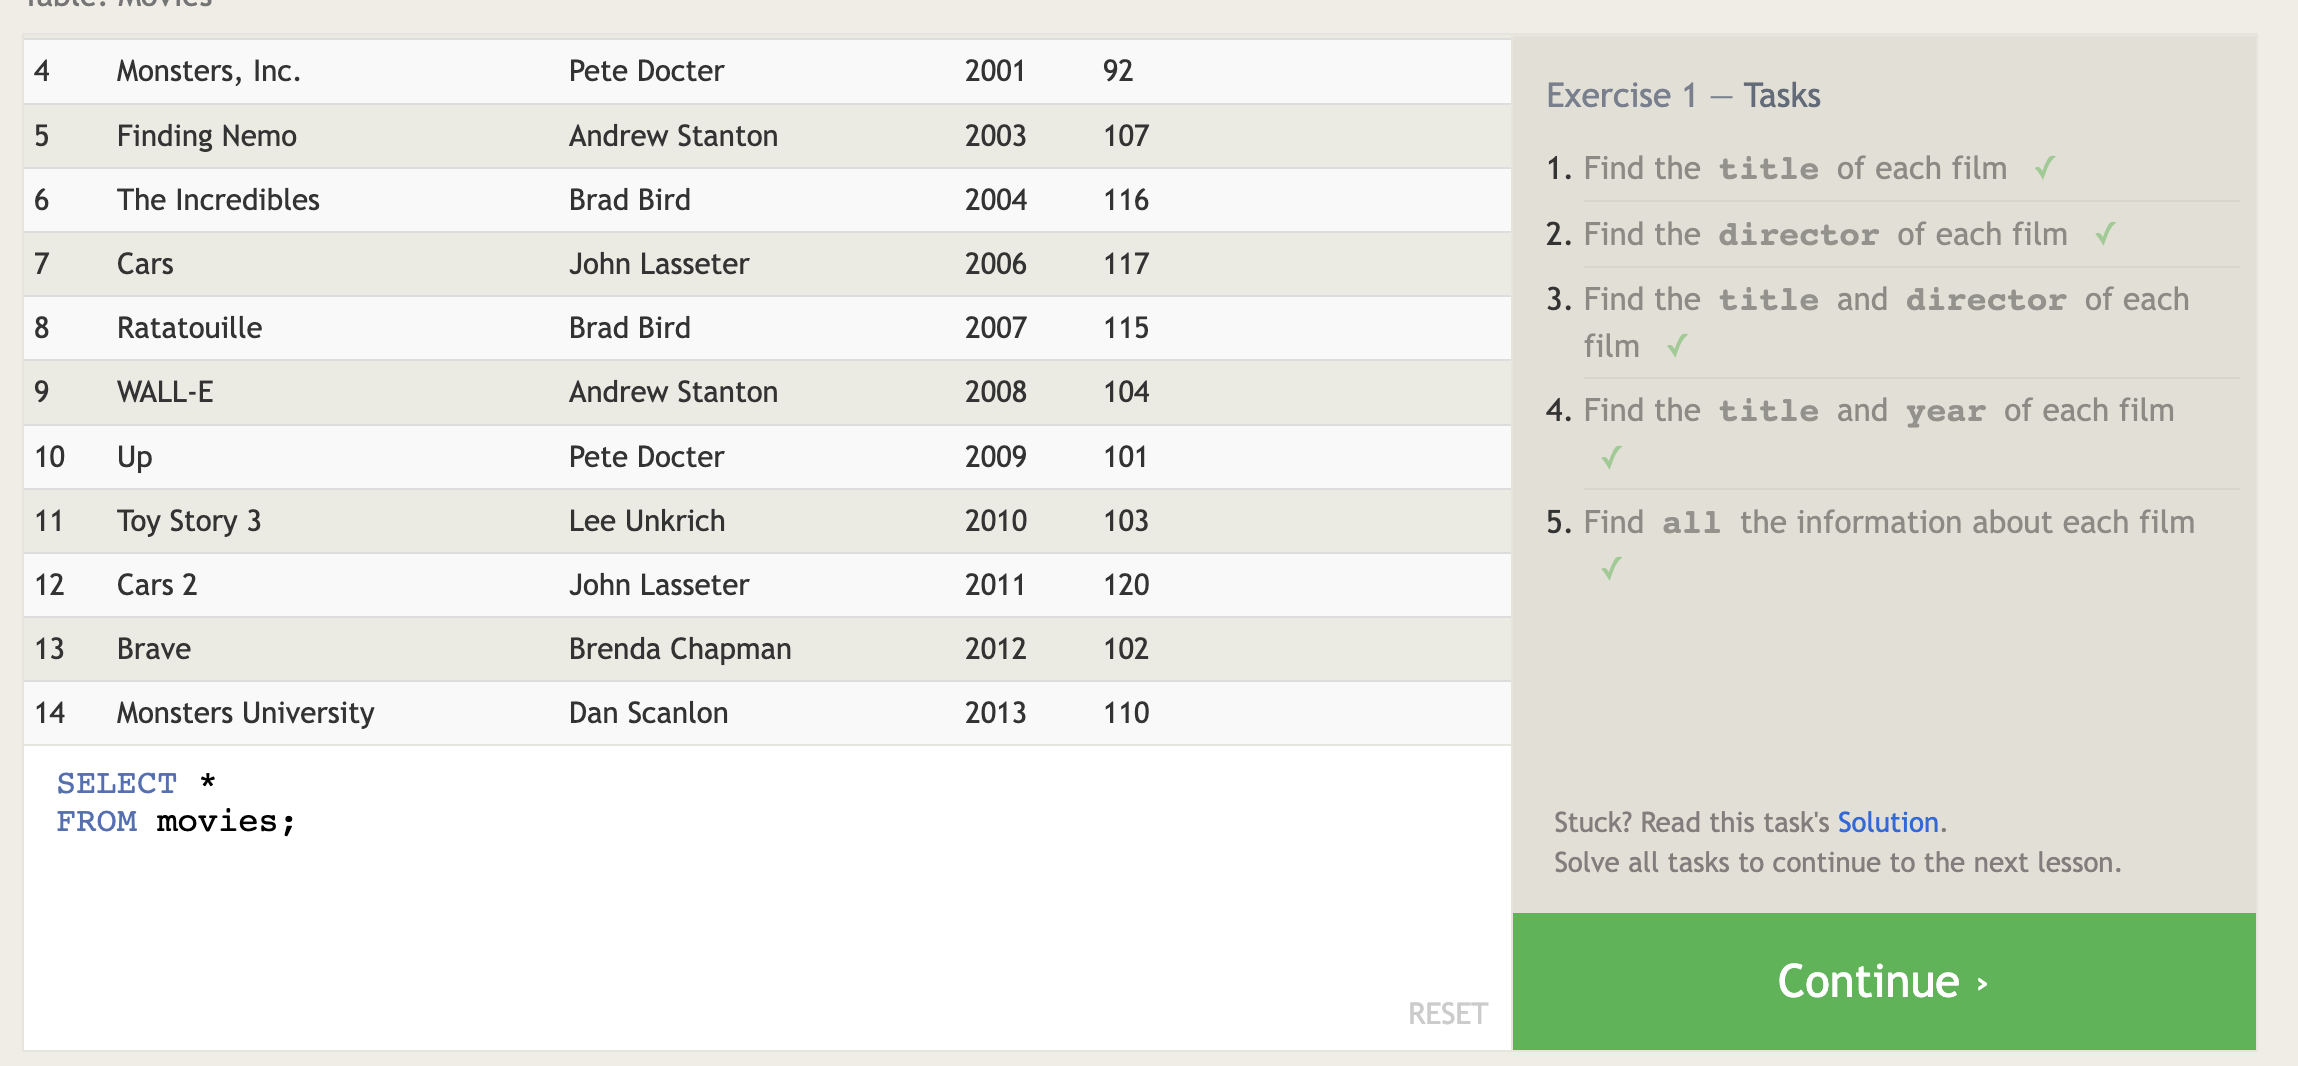 Table: Movies
4 Monsters, Inc. Pete Docter 2001 92
5 Finding Nemo Andrew Stanton 2003 107
6 The Incredibles Brad Bird 2004 116
7 Cars John Lasseter 2006 117
8 Ratatouille Brad Bird 2007 115
9 WALL-E Andrew Stanton 2008 104
10 Up Pete Docter 2009 101
11 Toy Story 3 Lee Unkrich 2010 103
12 Cars 2 John Lasseter 2011 120
13 Brave Brenda Chapman 2012 102
14 Monsters University Dan Scanlon 2013 110
SELECT *
FROM movies;
RESET
Exercise 1 — Tasks
1. Find the title of each film ✓
2. Find the director of each film ✓
3. Find the title and director of each
film ✓
4. Find the title and year of each film
✓
5. Find all the information about each film
✓
Stuck? Read this task's Solution.
Solve all tasks to continue to the next lesson.
Continue ›